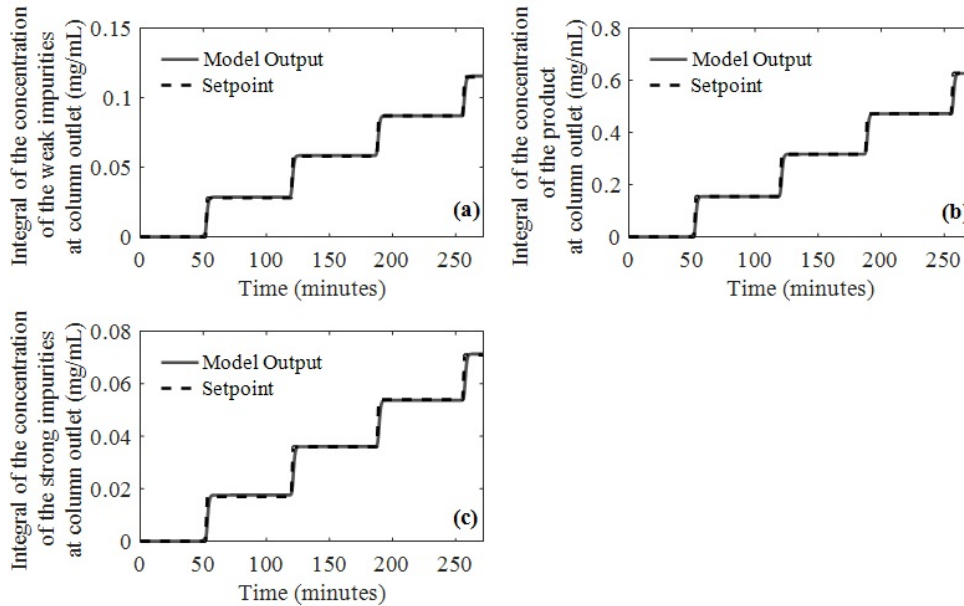 Integral of the concentration
of the weak impurities
at column outlet (mg/mL)
0.15
0.1
0.05
0
Model Output
Setpoint
(a)
0 50 100 150 200 250
Time (minutes)
Integral of the concentration
of the product
at column outlet (mg/mL)
0.8
0.6
0.4
0.2
0
Model Output
Setpoint
(b)
0 50 100 150 200 250
Time (minutes)
Integral of the concentration
of the strong impurities
at column outlet (mg/mL)
0.08
0.06
0.04
0.02
0
Model Output
Setpoint
(c)
0 50 100 150 200 250
Time (minutes)